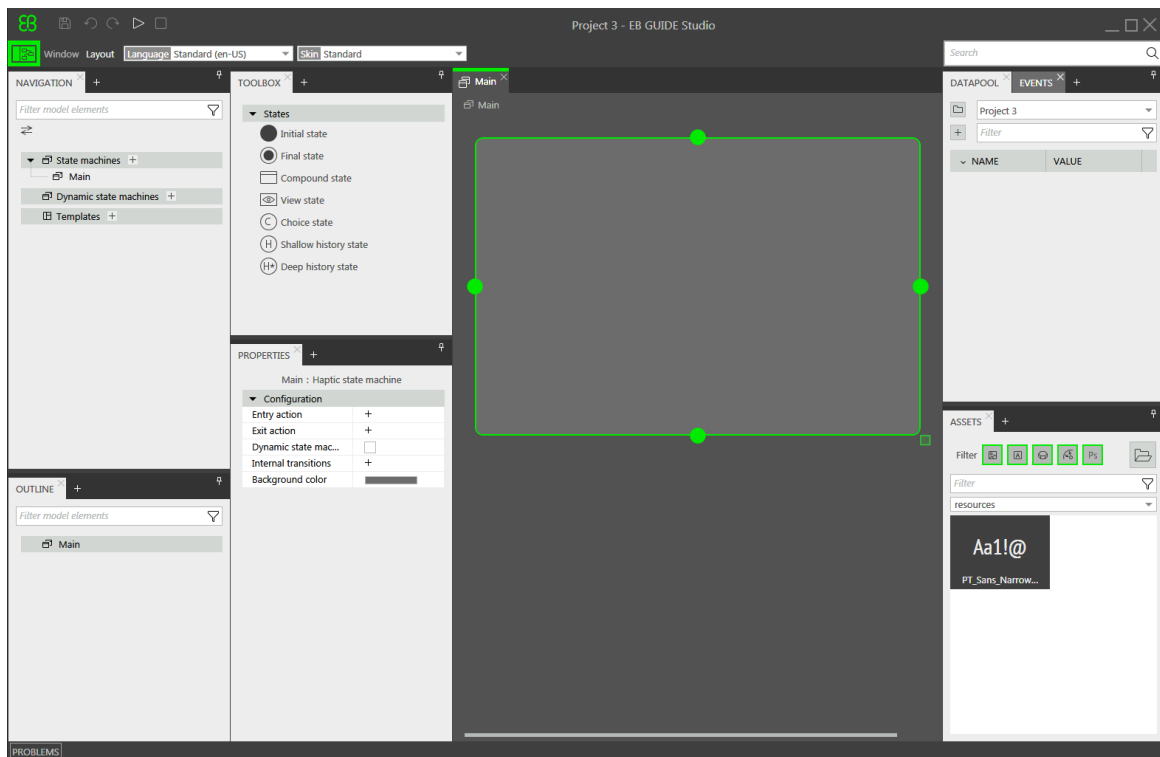 EB
Project 3 - EB GUIDE Studio
Window Layout Language Standard (en-US) Skin Standard
Search
NAVIGATION
Filter model elements
State machines
Main
Dynamic state machines
Templates
OUTLINE
Filter model elements
Main
TOOLBOX
States
Initial state
Final state
Compound state
View state
C Choice state
H Shallow history state
H* Deep history state
PROPERTIES
Main : Haptic state machine
Configuration
Entry action +
Exit action +
Dynamic state mac...
Internal transitions +
Background color
Main
Main
DATAPOOL EVENTS
Project 3
Filter
NAME VALUE
ASSETS
Filter A Ps
Filter
resources
Aa1!@
PT_Sans_Narrow...
PROBLEMS